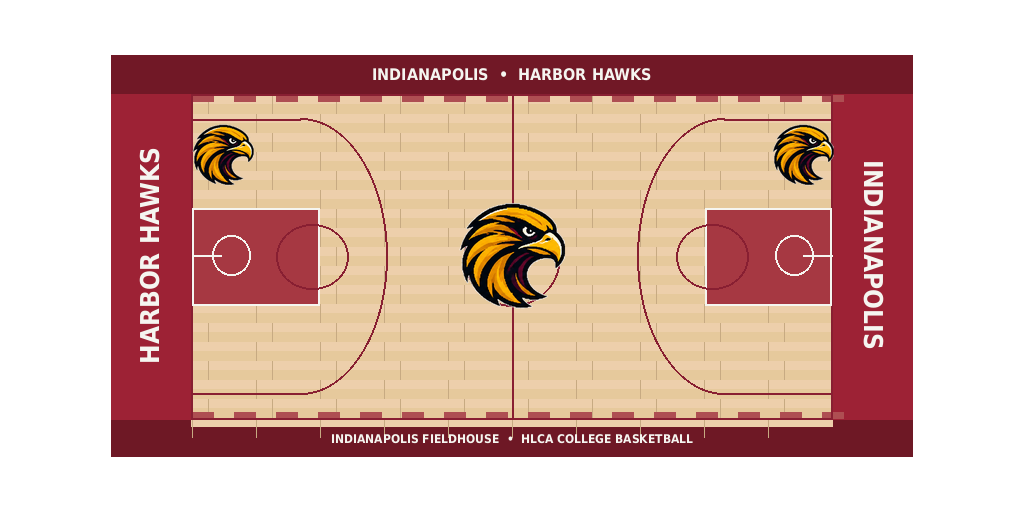 INDIANAPOLIS • HARBOR HAWKS
HARBOR HAWKS
INDIANAPOLIS
INDIANAPOLIS FIELDHOUSE • HLCA COLLEGE BASKETBALL